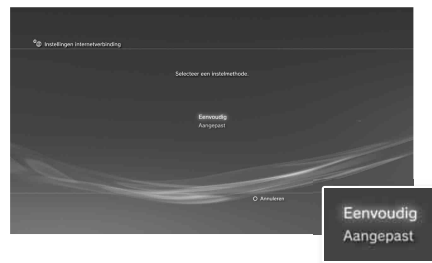 Instellingen internetverbinding
Selecteer een instelmethode.
Eenvoudig
Aangepast
Annuleren
Eenvoudig
Aangepast